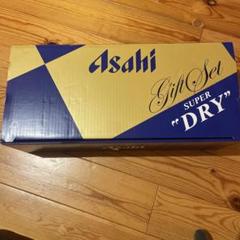 Asahi
Gift Set
SUPER
"DRY"